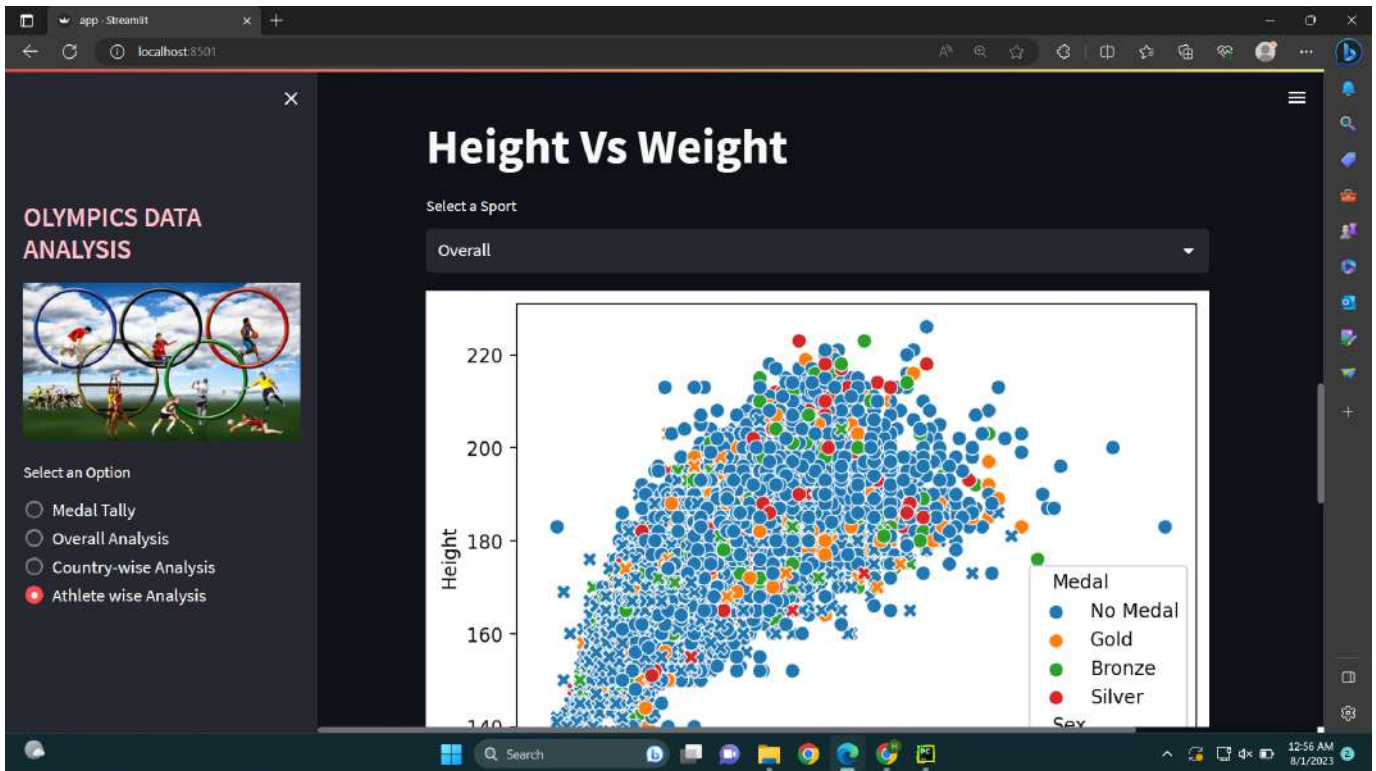 app · Streamlit
localhost:8501
OLYMPICS DATA
ANALYSIS
Select an Option
Medal Tally
Overall Analysis
Country-wise Analysis
Athlete wise Analysis
Height Vs Weight
Select a Sport
Overall
220
200
180
160
140
Height
Medal
No Medal
Gold
Bronze
Silver
Sex
Search
12:56 AM
8/1/2023